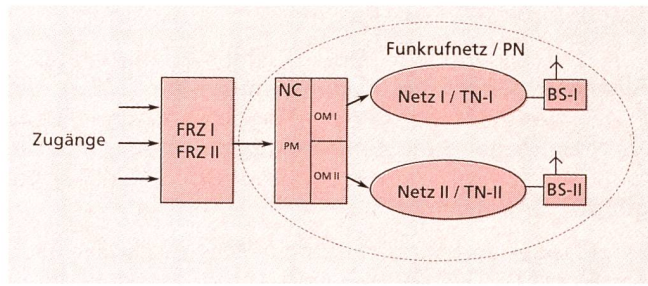 Funkrufnetz / PN
Zugänge
FRZ I
FRZ II
NC
PM
OM I
OM II
Netz I / TN-I
BS-I
Netz II / TN-II
BS-II